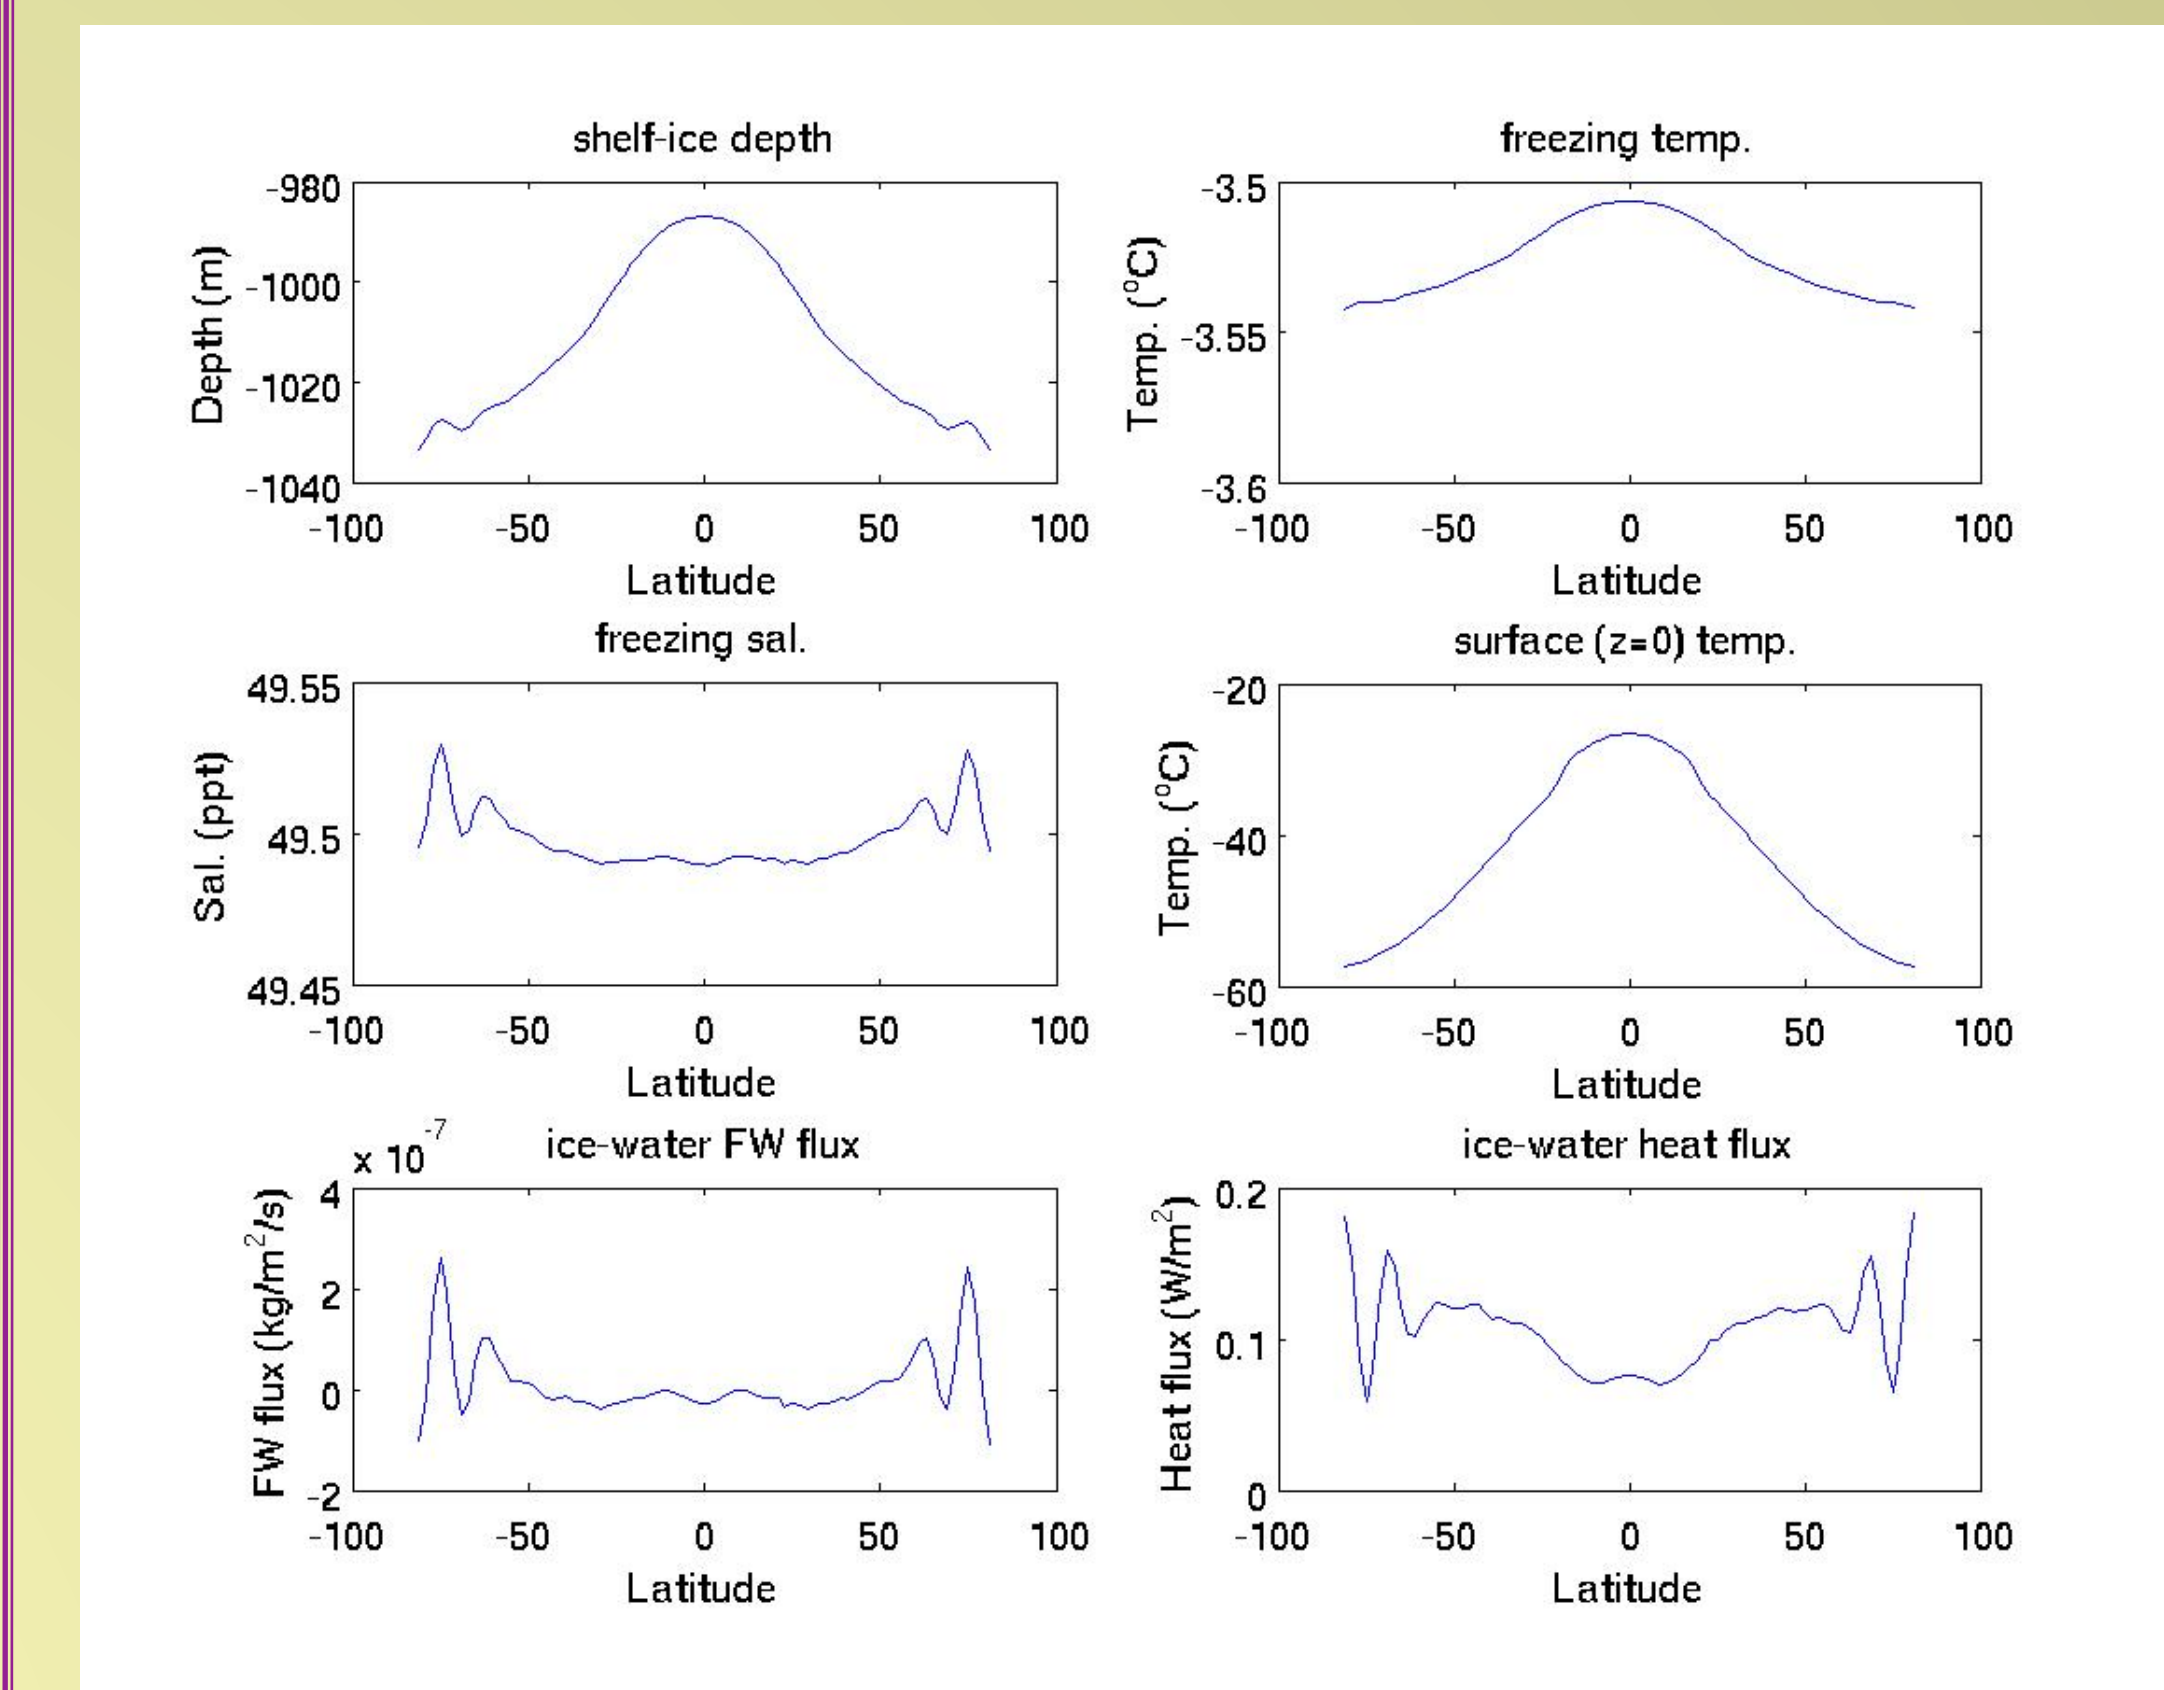 shelf-ice depth
Depth (m)
-980
-1000
-1020
-1040
-100 -50 0 50 100
Latitude
freezing temp.
Temp. (°C)
-3.5
-3.55
-3.6
-100 -50 0 50 100
Latitude
freezing sal.
Sal. (ppt)
49.55
49.5
49.45
-100 -50 0 50 100
Latitude
surface (z=0) temp.
Temp. (°C)
-20
-40
-60
-100 -50 0 50 100
Latitude
x 10⁻⁷
ice-water FW flux
FW flux (kg/m²/s)
4
2
0
-2
-100 -50 0 50 100
Latitude
ice-water heat flux
Heat flux (W/m²)
0.2
0.1
0
-100 -50 0 50 100
Latitude